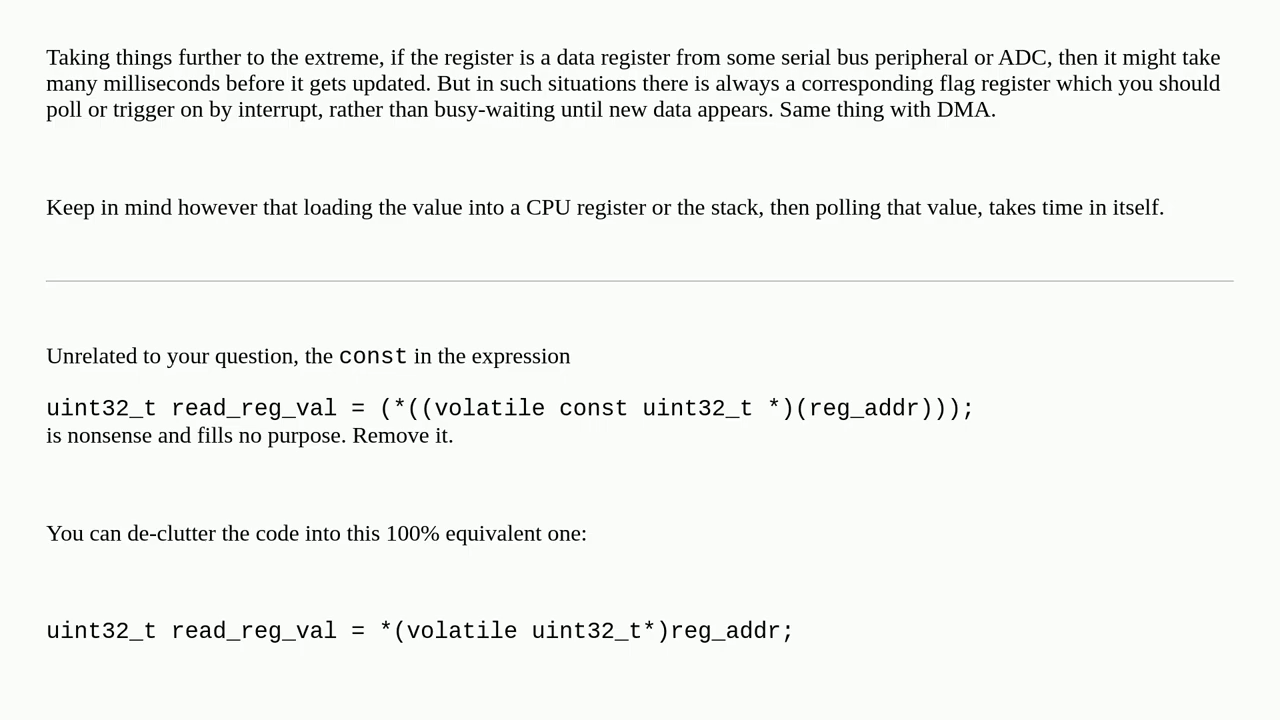 Taking things further to the extreme, if the register is a data register from some serial bus peripheral or ADC, then it might take
many milliseconds before it gets updated. But in such situations there is always a corresponding flag register which you should
poll or trigger on by interrupt, rather than busy-waiting until new data appears. Same thing with DMA.
Keep in mind however that loading the value into a CPU register or the stack, then polling that value, takes time in itself.
Unrelated to your question, the const in the expression
uint32_t read_reg_val = (*((volatile const uint32_t *)(reg_addr)));
is nonsense and fills no purpose. Remove it.
You can de-clutter the code into this 100% equivalent one:
uint32_t read_reg_val = *(volatile uint32_t*)reg_addr;